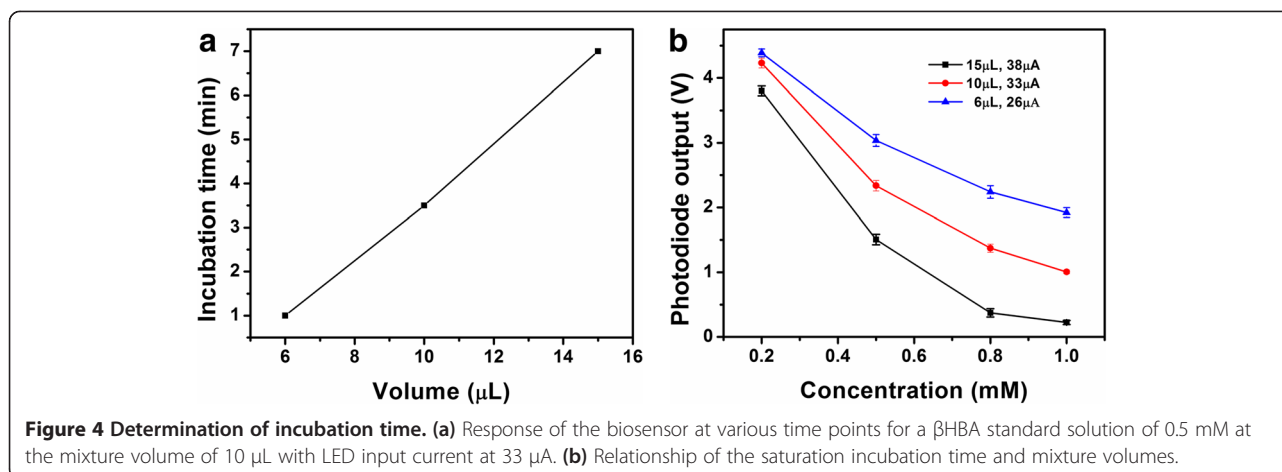 a
Incubation time (min)
7
6
5
4
3
2
1
6 8 10 12 14 16
Volume (μL)
b
Photodiode output (V)
4
3
2
1
0
15μL, 38μA
10μL, 33μA
6μL, 26μA
0.2 0.4 0.6 0.8 1.0
Concentration (mM)
Figure 4 Determination of incubation time. (a) Response of the biosensor at various time points for a βHBA standard solution of 0.5 mM at
the mixture volume of 10 μL with LED input current at 33 μA. (b) Relationship of the saturation incubation time and mixture volumes.